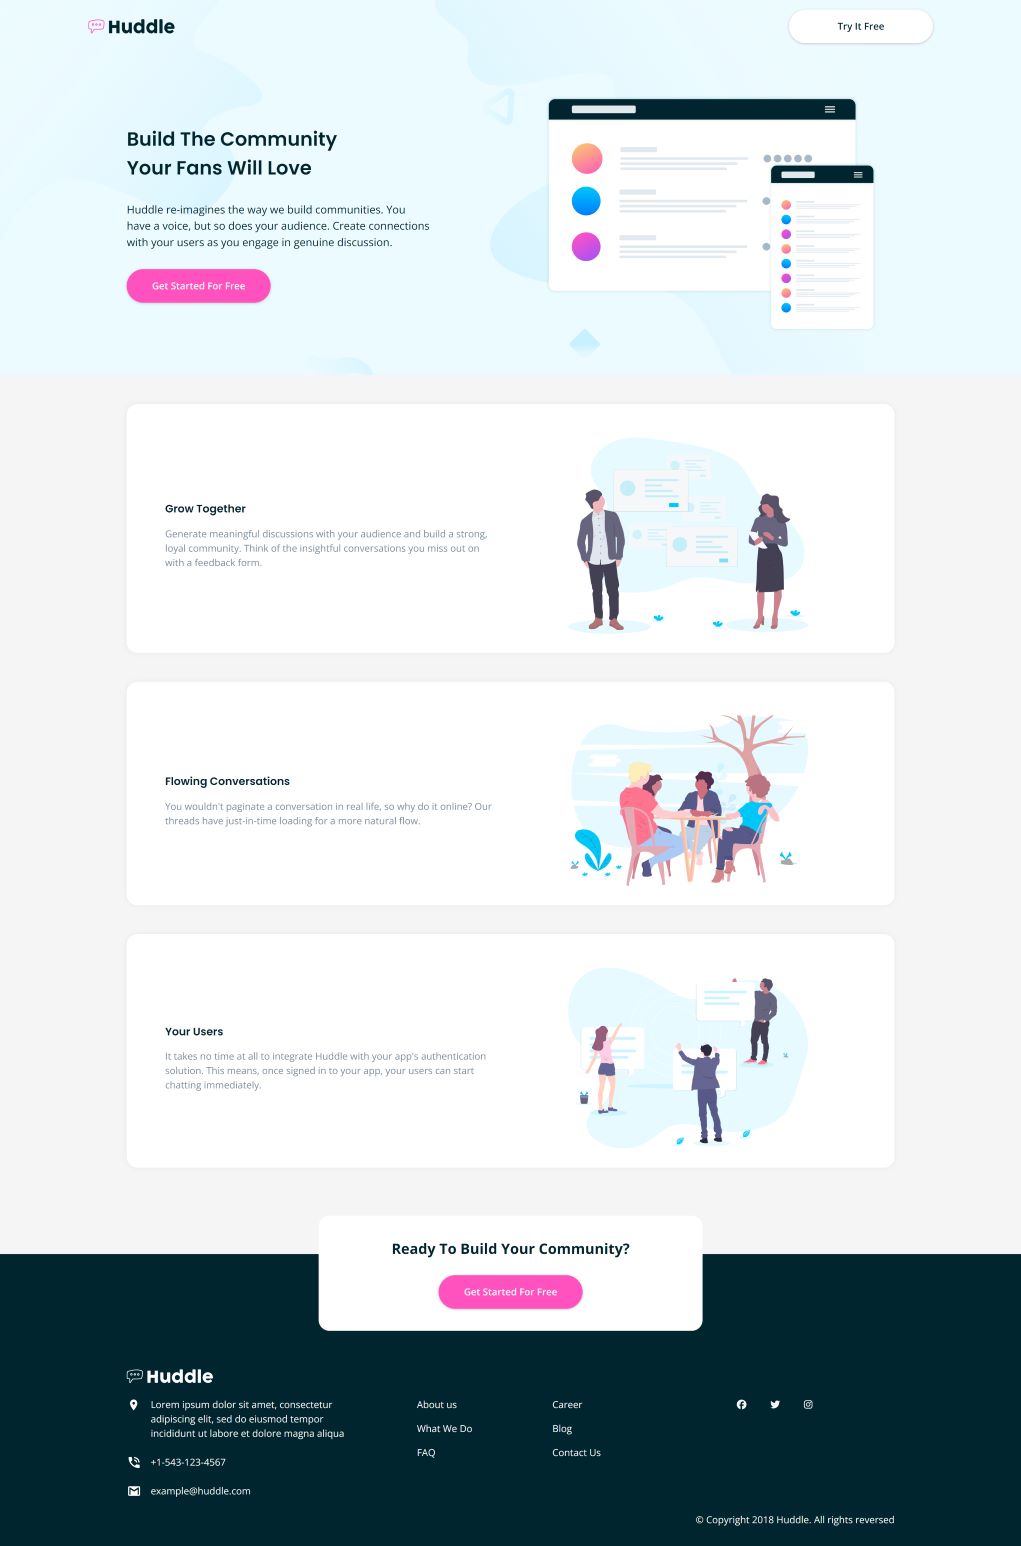 Huddle
Try It Free
Build The Community
Your Fans Will Love
Huddle re-imagines the way we build communities. You
have a voice, but so does your audience. Create connections
with your users as you engage in genuine discussion.
Get Started For Free
Grow Together
Generate meaningful discussions with your audience and build a strong,
loyal community. Think of the insightful conversations you miss out on
with a feedback form.
Flowing Conversations
You wouldn't paginate a conversation in real life, so why do it online? Our
threads have just-in-time loading for a more natural flow.
Your Users
It takes no time at all to integrate Huddle with your app's authentication
solution. This means, once signed in to your app, your users can start
chatting immediately.
Ready To Build Your Community?
Get Started For Free
Huddle
Lorem ipsum dolor sit amet, consectetur
adipiscing elit, sed do eiusmod tempor
incididunt ut labore et dolore magna aliqua
+1-543-123-4567
example@huddle.com
About us
What We Do
FAQ
Career
Blog
Contact Us
© Copyright 2018 Huddle. All rights reversed